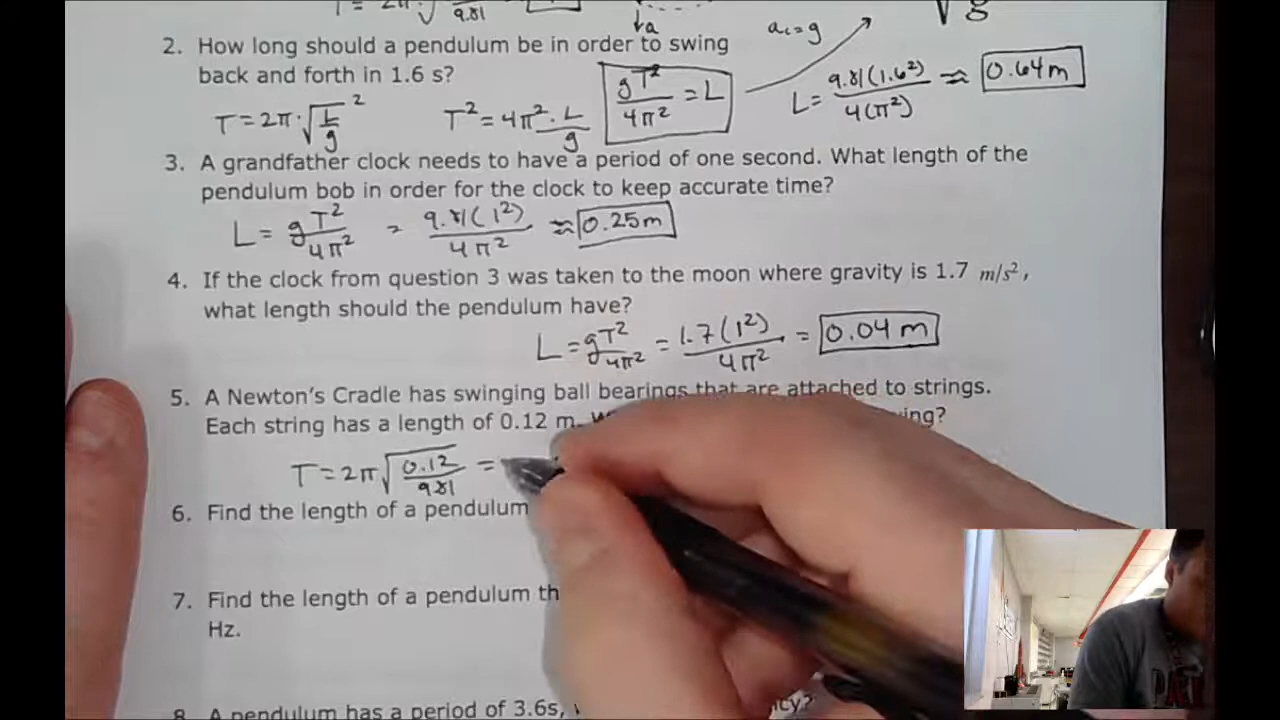 T = 2π √ 9.81
↓a
a꜀=g
√g
2. How long should a pendulum be in order to swing
back and forth in 1.6 s?
T=2π·√L/g ²
T²=4π²·L/g
gT²/4π² = L
L= 9.81(1.6²)/4(π²) ≈ 0.64m
3. A grandfather clock needs to have a period of one second. What length of the
pendulum bob in order for the clock to keep accurate time?
L= gT²/4π² = 9.81(1²)/4π² ≈ 0.25m
4. If the clock from question 3 was taken to the moon where gravity is 1.7 m/s²,
what length should the pendulum have?
L=gT²/4π² = 1.7(1²)/4π² = 0.04 m
5. A Newton's Cradle has swinging ball bearings that are attached to strings.
Each string has a length of 0.12 m.
T=2π√0.12/981 =
6. Find the length of a pendulum
7. Find the length of a pendulum th
Hz.
8. A pendulum has a period of 3.6s,